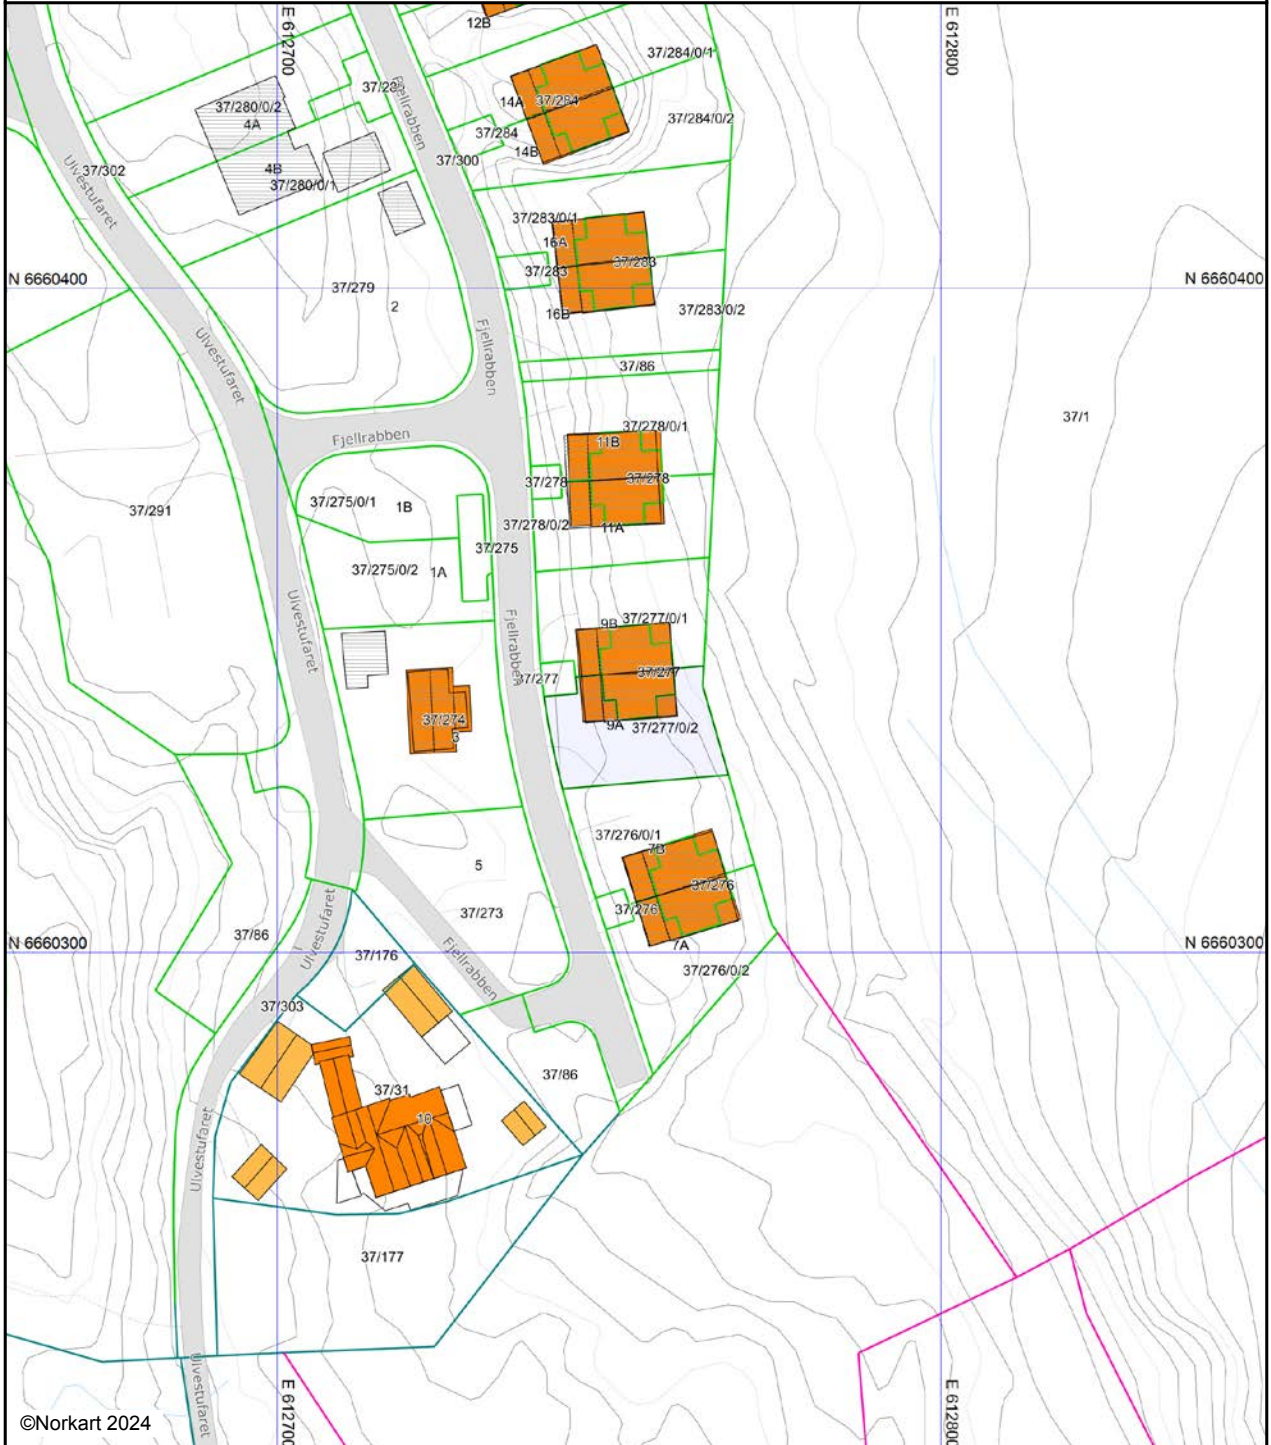 12B
E 612700
E 612800
37/284/0/1
37/28
Fjellrabben
37/280/0/2
4A
14A
37/284
37/284/0/2
37/284
14B
37/300
4B
37/280/0/1
37/302
Ulvestufaret
37/283/0/1
16A
37/283
37/283
N 6660400
N 6660400
37/279
2
16B
37/283/0/2
Ulvestufaret
Fjellrabben
37/86
37/1
Fjellrabben
37/278/0/1
11B
37/278
37/278
37/275/0/1
1B
37/291
37/278/0/2
11A
37/275
37/275/0/2
1A
Ulvestufaret
Fjellrabben
9B
37/277/0/1
37/277
37/277
37/274
3
9A
37/277/0/2
37/276/0/1
7B
5
37/276
37/276
37/273
37/86
Ulvestufaret
N 6660300
N 6660300
7A
37/176
Fjellrabben
37/276/0/2
37/303
37/86
37/31
10
Ulvestufaret
37/177
E 612700
E 612800
Ulvestufaret
©Norkart 2024